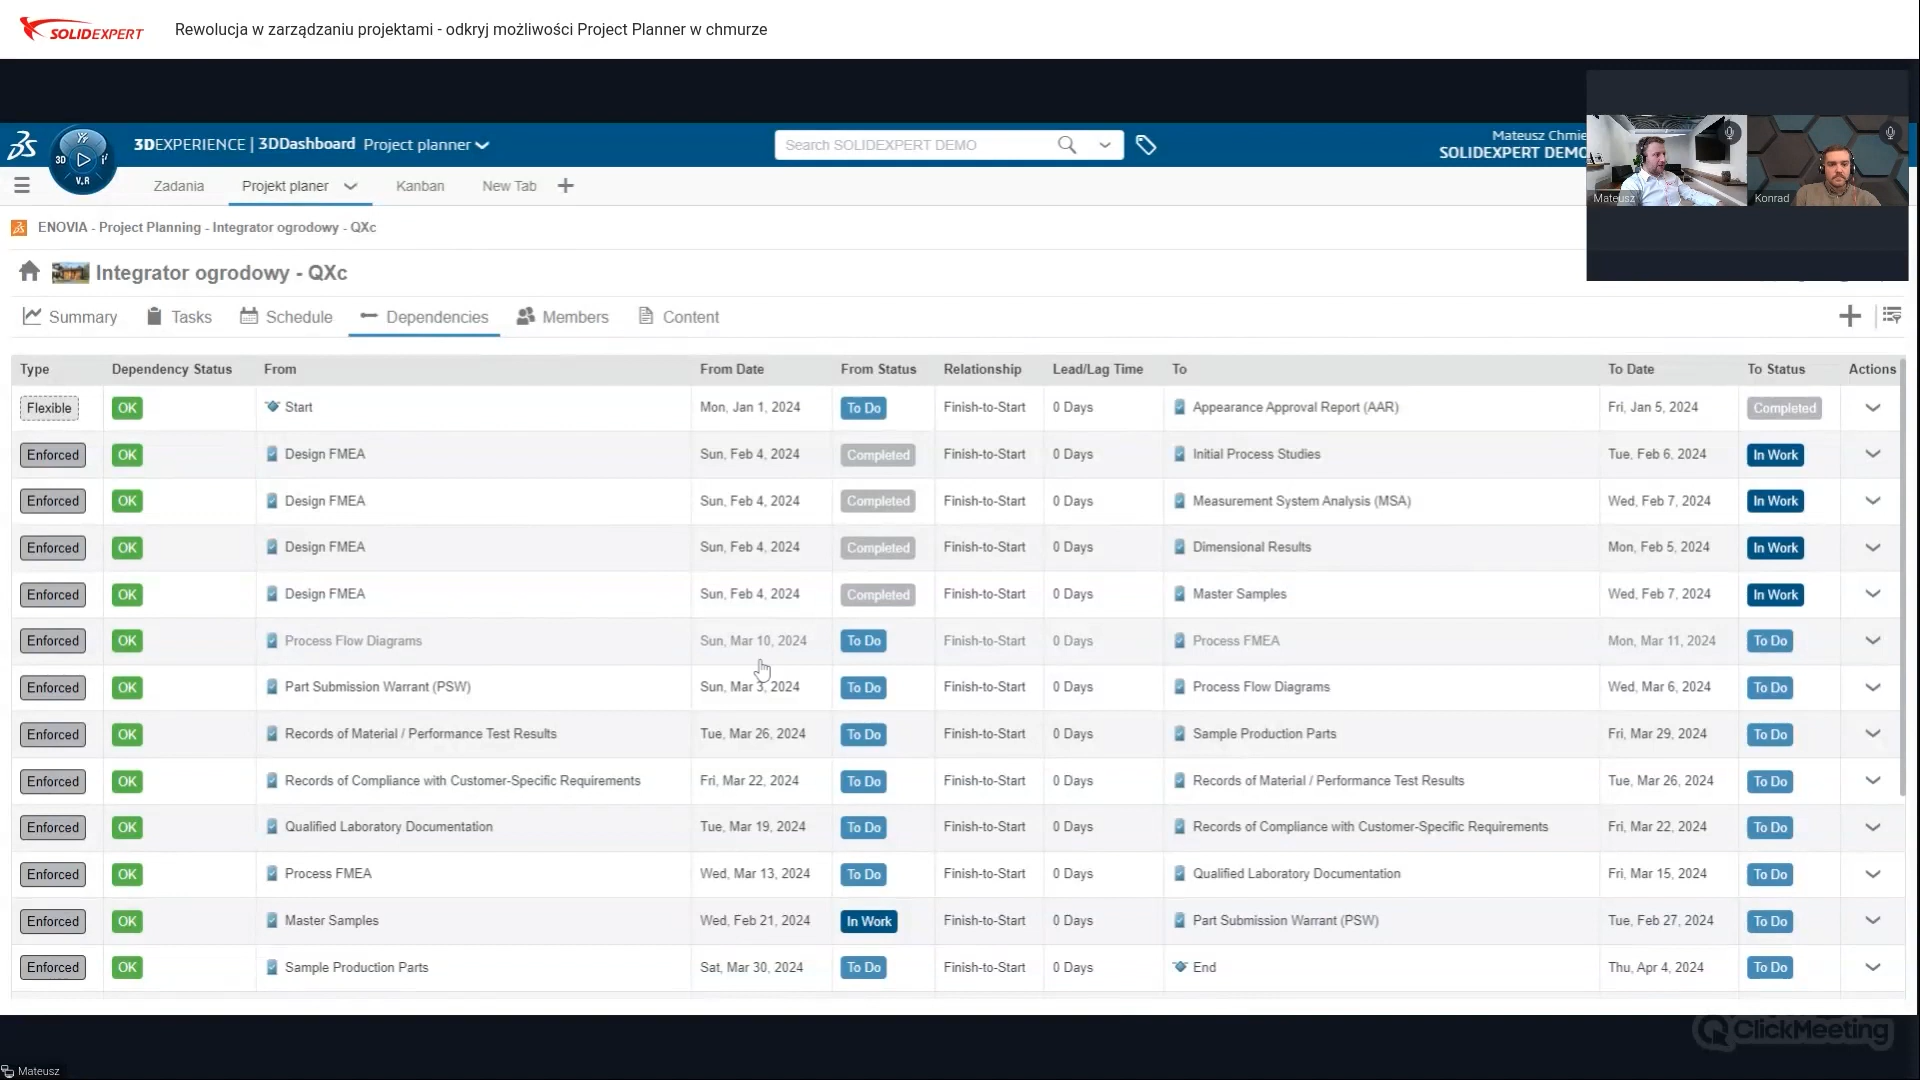 SOLIDEXPERT Rewolucja w zarządzaniu projektami - odkryj możliwości Project Planner w chmurze
3DEXPERIENCE | 3DDashboard Project planner
Search SOLIDEXPERT DEMO
Mateusz Chmie
SOLIDEXPERT DEMO
3D V.R
Mateusz Konrad
Zadania Projekt planer Kanban New Tab
ENOVIA - Project Planning - Integrator ogrodowy - QXc
Integrator ogrodowy - QXc
Summary Tasks Schedule Dependencies Members Content
Type Dependency Status From From Date From Status Relationship Lead/Lag Time To To Date To Status Actions
Flexible OK Start Mon, Jan 1, 2024 To Do Finish-to-Start 0 Days Appearance Approval Report (AAR) Fri, Jan 5, 2024 Completed
Enforced OK Design FMEA Sun, Feb 4, 2024 Completed Finish-to-Start 0 Days Initial Process Studies Tue, Feb 6, 2024 In Work
Enforced OK Design FMEA Sun, Feb 4, 2024 Completed Finish-to-Start 0 Days Measurement System Analysis (MSA) Wed, Feb 7, 2024 In Work
Enforced OK Design FMEA Sun, Feb 4, 2024 Completed Finish-to-Start 0 Days Dimensional Results Mon, Feb 5, 2024 In Work
Enforced OK Design FMEA Sun, Feb 4, 2024 Completed Finish-to-Start 0 Days Master Samples Wed, Feb 7, 2024 In Work
Enforced OK Process Flow Diagrams Sun, Mar 10, 2024 To Do Finish-to-Start 0 Days Process FMEA Mon, Mar 11, 2024 To Do
Enforced OK Part Submission Warrant (PSW) Sun, Mar 3, 2024 To Do Finish-to-Start 0 Days Process Flow Diagrams Wed, Mar 6, 2024 To Do
Enforced OK Records of Material / Performance Test Results Tue, Mar 26, 2024 To Do Finish-to-Start 0 Days Sample Production Parts Fri, Mar 29, 2024 To Do
Enforced OK Records of Compliance with Customer-Specific Requirements Fri, Mar 22, 2024 To Do Finish-to-Start 0 Days Records of Material / Performance Test Results Tue, Mar 26, 2024 To Do
Enforced OK Qualified Laboratory Documentation Tue, Mar 19, 2024 To Do Finish-to-Start 0 Days Records of Compliance with Customer-Specific Requirements Fri, Mar 22, 2024 To Do
Enforced OK Process FMEA Wed, Mar 13, 2024 To Do Finish-to-Start 0 Days Qualified Laboratory Documentation Fri, Mar 15, 2024 To Do
Enforced OK Master Samples Wed, Feb 21, 2024 In Work Finish-to-Start 0 Days Part Submission Warrant (PSW) Tue, Feb 27, 2024 To Do
Enforced OK Sample Production Parts Sat, Mar 30, 2024 To Do Finish-to-Start 0 Days End Thu, Apr 4, 2024 To Do
ClickMeeting
Mateusz